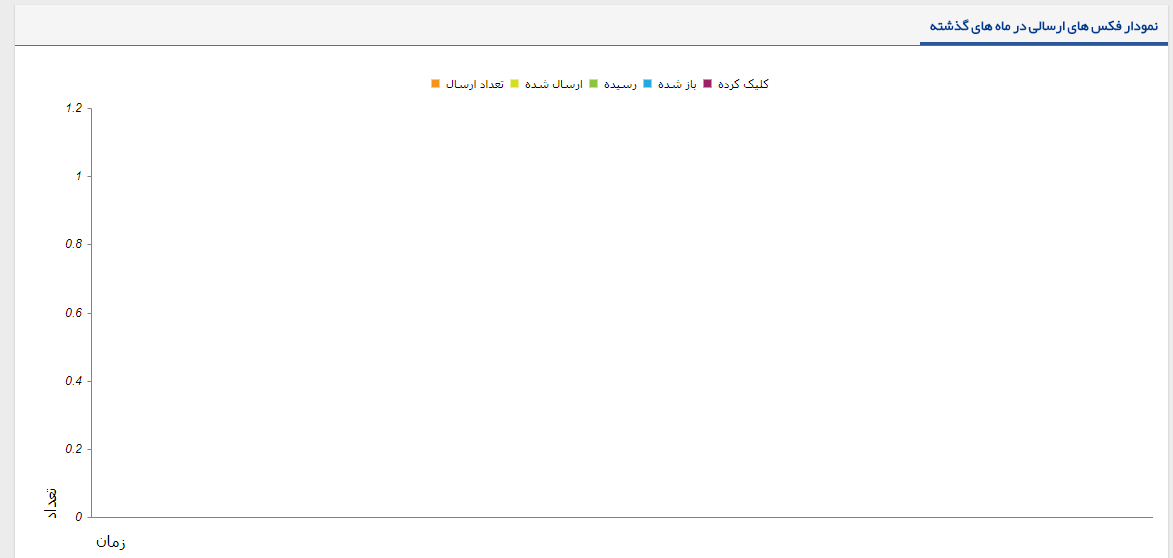 نمودار فکس های ارسالی در ماه های گذشته
تعداد ارسال ارسال شده رسیده باز شده کلیک کرده
1.2
1
0.8
0.6
0.4
0.2
0
تعداد
زمان